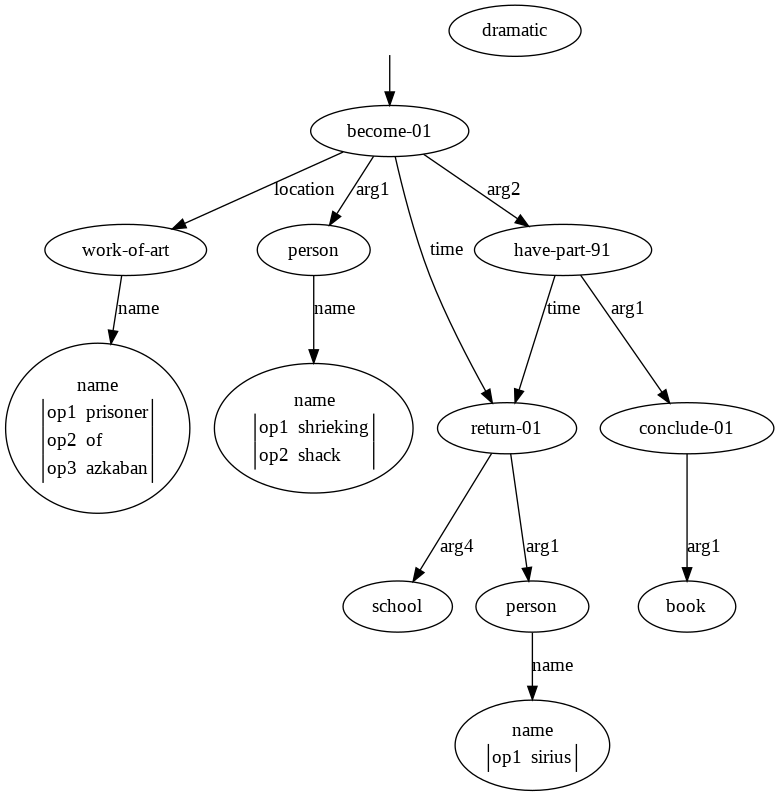 dramatic
become-01
location
arg1
arg2
work-of-art
person
time
have-part-91
name
name
time
arg1
name
op1 prisoner
op2 of
op3 azkaban
name
op1 shrieking
op2 shack
return-01
conclude-01
arg4
arg1
arg1
school
person
book
name
name
op1 sirius